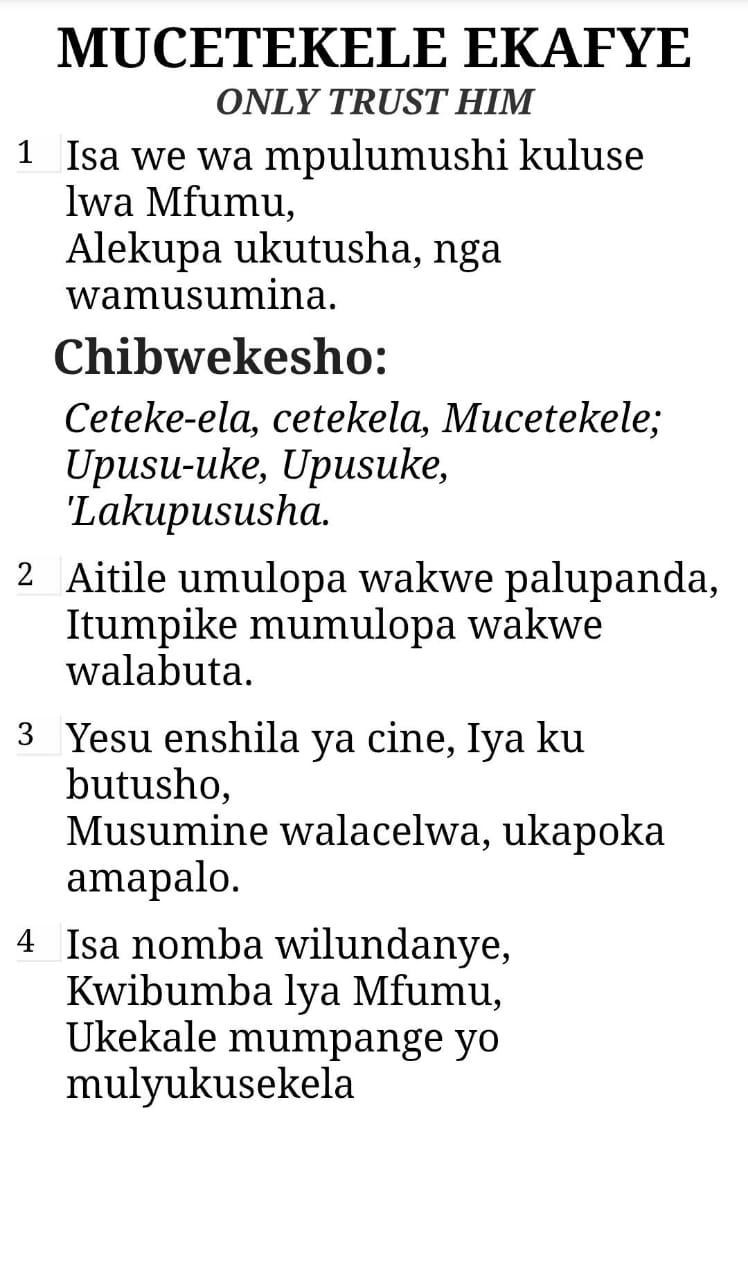 MUCETEKELE EKAFYE
ONLY TRUST HIM
1 Isa we wa mpulumushi kuluse
lwa Mfumu,
Alekupa ukutusha, nga
wamusumina.
Chibwekesho:
Ceteke-ela, cetekela, Mucetekele;
Upusu-uke, Upusuke,
'Lakupususha.
2 Aitile umulopa wakwe palupanda,
Itumpike mumulopa wakwe
walabuta.
3 Yesu enshila ya cine, Iya ku
butusho,
Musumine walacelwa, ukapoka
amapalo.
4 Isa nomba wilundanye,
Kwibumba lya Mfumu,
Ukekale mumpange yo
mulyukusekela